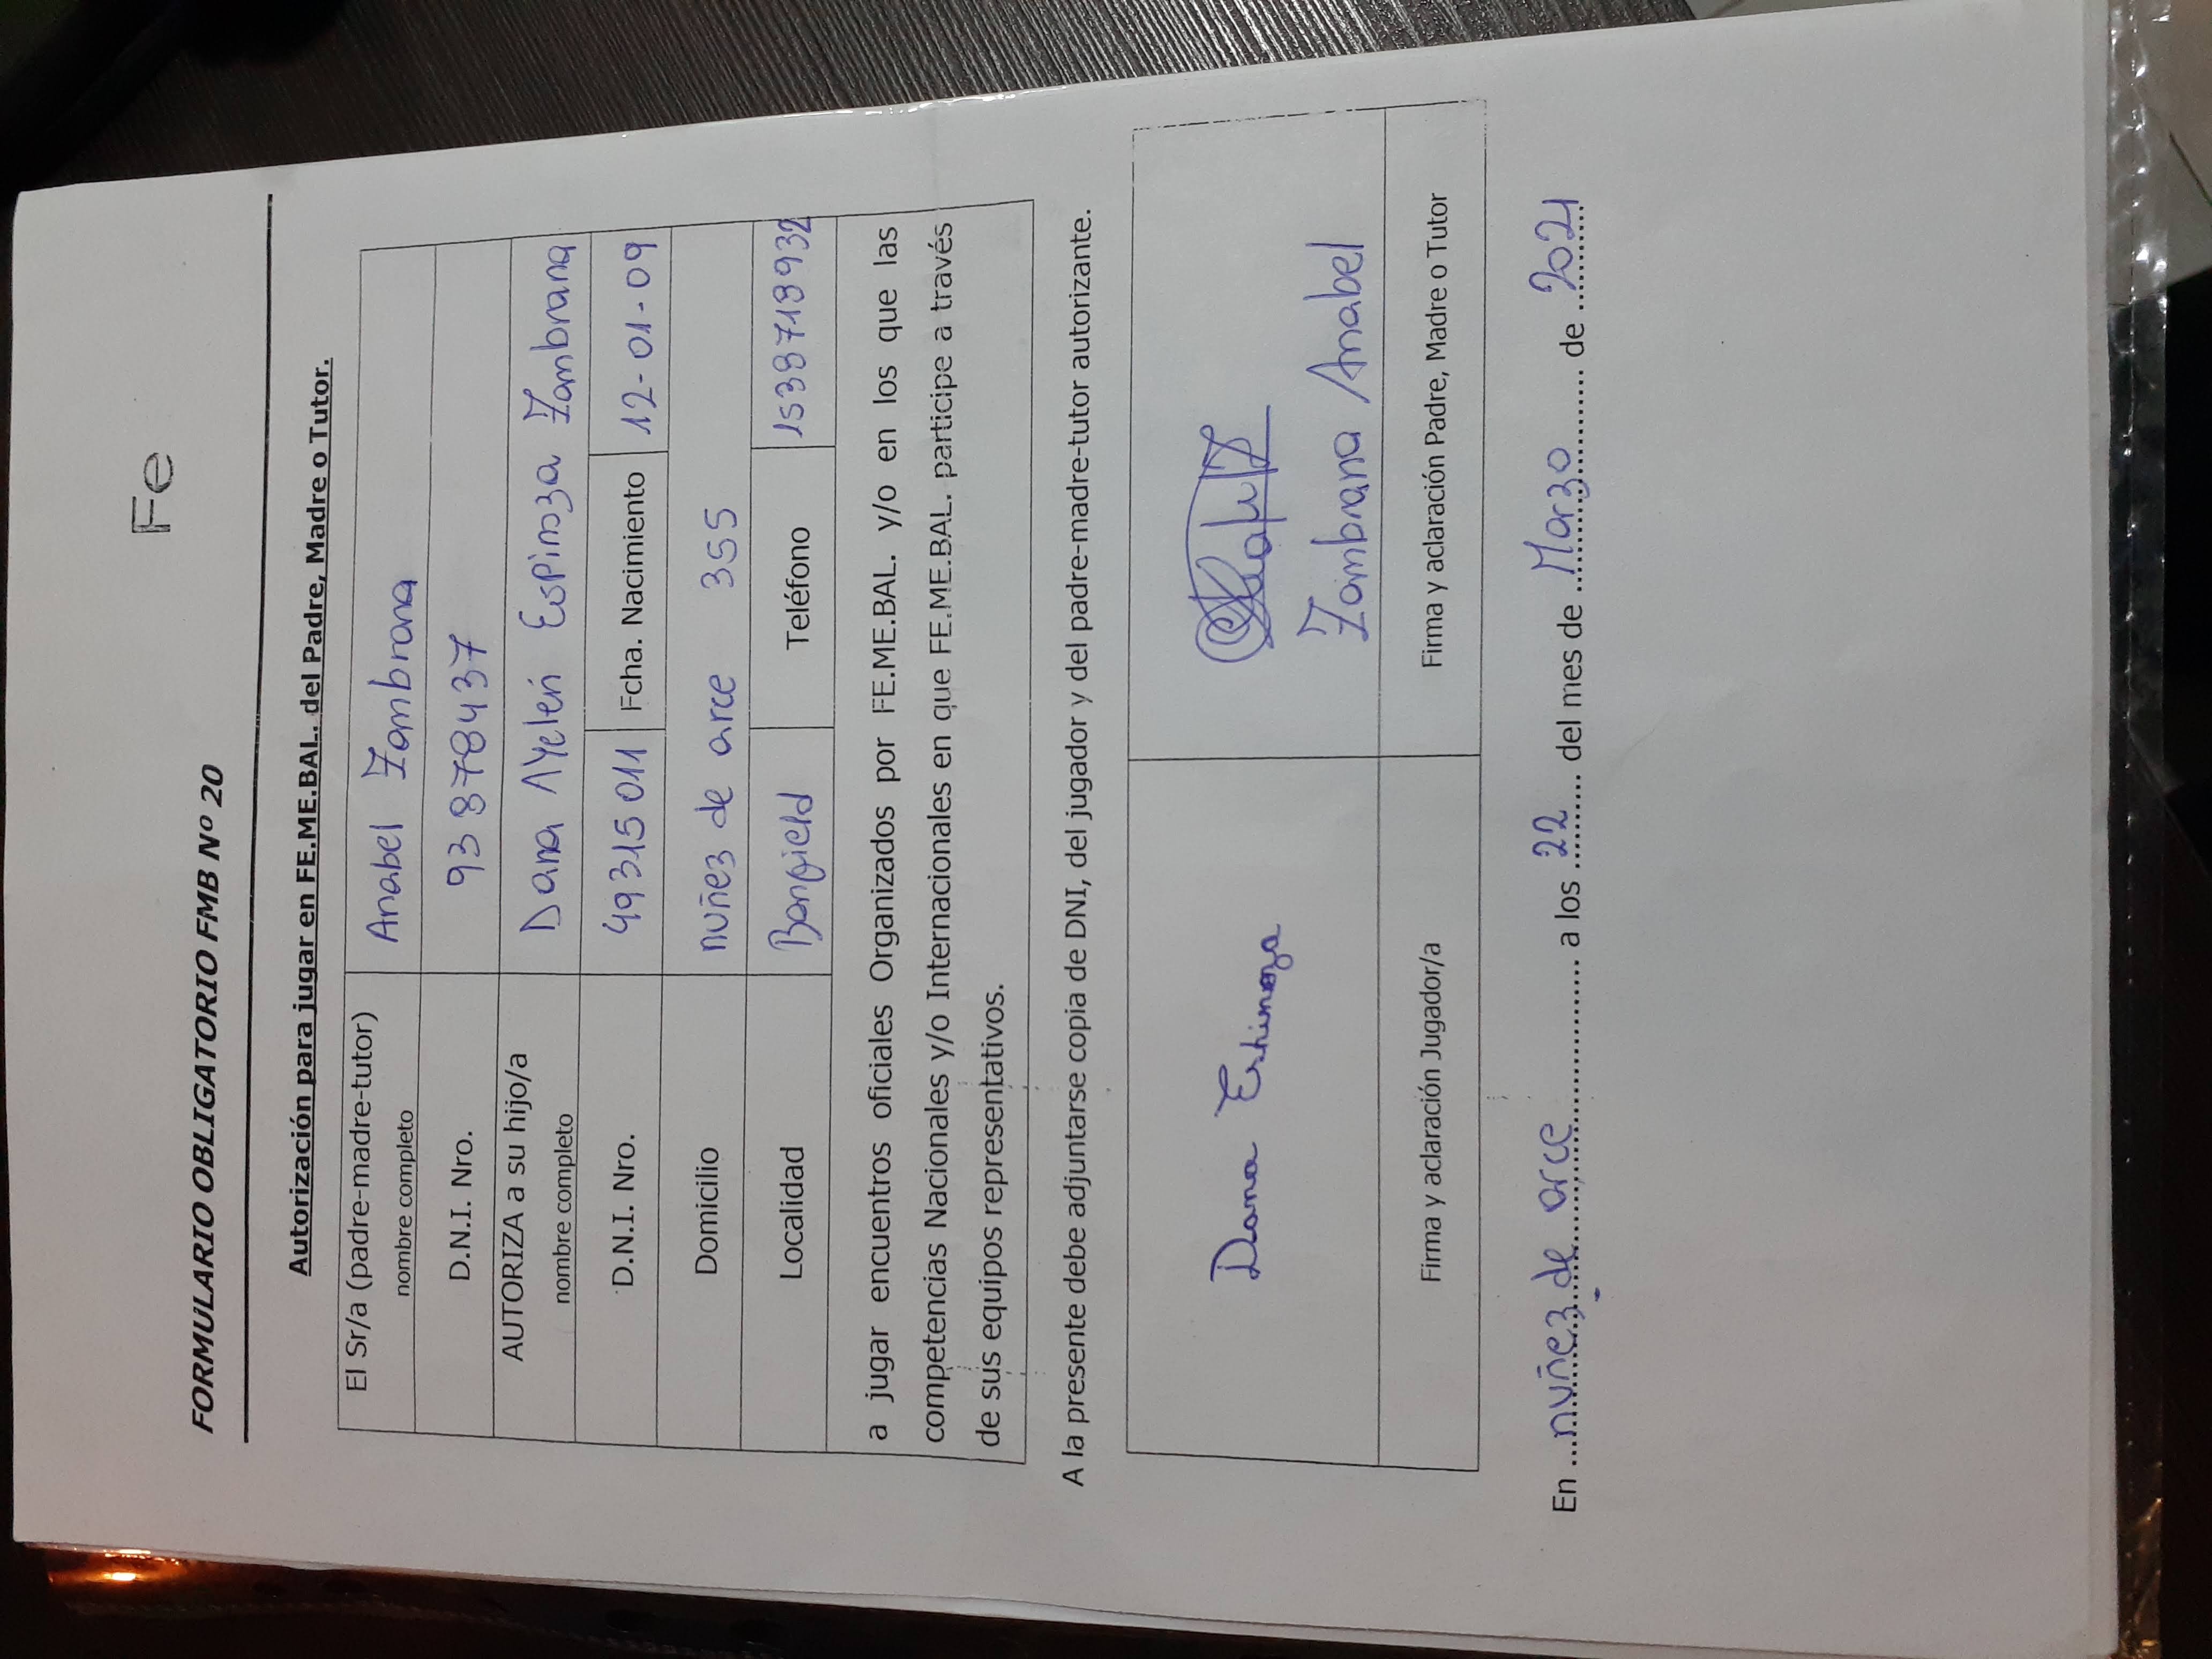 Fe
FORMULARIO OBLIGATORIO FMB Nº 20
Autorización para jugar en FE.ME.BAL. del Padre, Madre o Tutor.
El Sr/a (padre-madre-tutor) Anabel Zambrana
nombre completo
D.N.I. Nro. 93878437
AUTORIZA a su hijo/a Dana Ayelén Espinoza Zambrana
nombre completo
D.N.I. Nro. 49315011 Fcha. Nacimiento 12-01-09
Domicilio nuñez de arce 355
Localidad Banfield Teléfono
a jugar encuentros oficiales Organizados por FE.ME.BAL. y/o en los que las
competencias Nacionales y/o Internacionales en que FE.ME.BAL. participe a través
de sus equipos representativos.
A la presente debe adjuntarse copia de DNI, del jugador y del padre-madre-tutor autorizante.
Dana Espinoza
Zambrana Anabel
Firma y aclaración Jugador/a Firma y aclaración Padre, Madre o Tutor
En nuñez de arce a los 22 del mes de Marzo de 2021